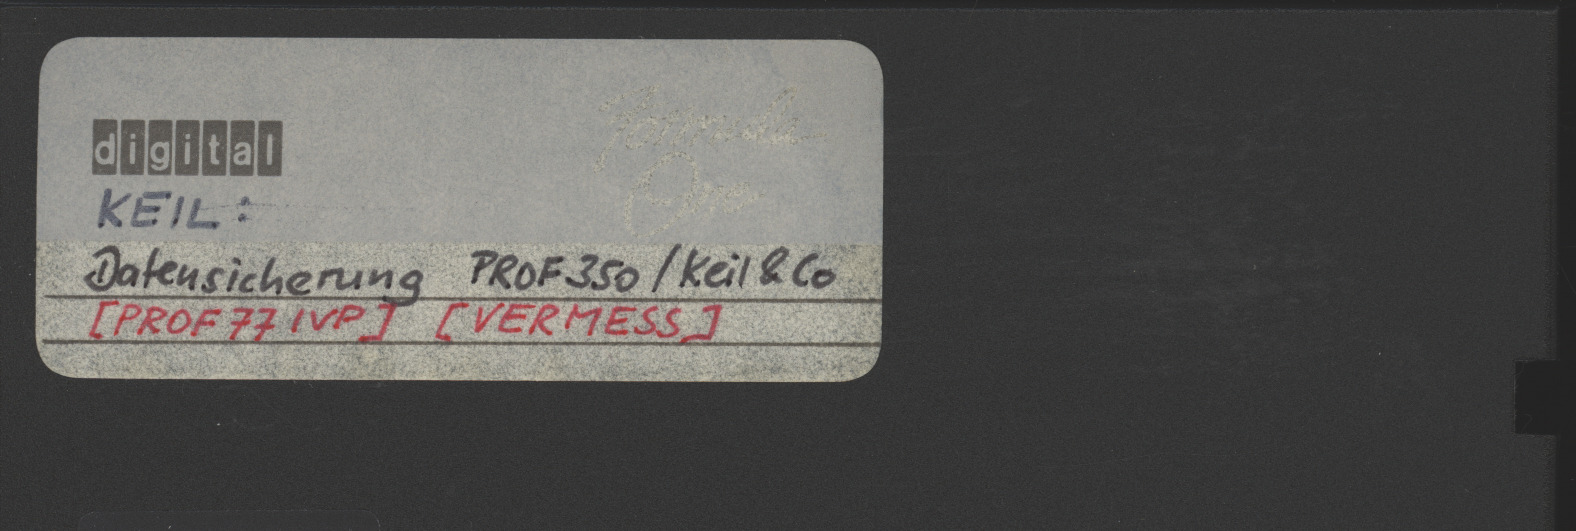 digital
KEIL:
Datensicherung PROF350/Keil & Co
[PROF77IVP] [VERMESS]